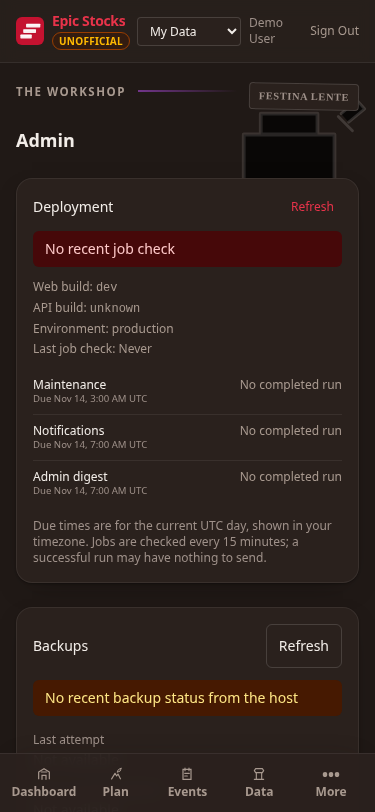 Epic Stocks
UNOFFICIAL
My Data
Demo User
Sign Out
THE WORKSHOP
FESTINA LENTE
Admin
Deployment
Refresh
No recent job check
Web build: dev
API build: unknown
Environment: production
Last job check: Never
Maintenance
No completed run
Due Nov 14, 3:00 AM UTC
Notifications
No completed run
Due Nov 14, 7:00 AM UTC
Admin digest
No completed run
Due Nov 14, 7:00 AM UTC
Due times are for the current UTC day, shown in your
timezone. Jobs are checked every 15 minutes; a
successful run may have nothing to send.
Backups
Refresh
No recent backup status from the host
Last attempt
Dashboard
Plan
Events
Data
More